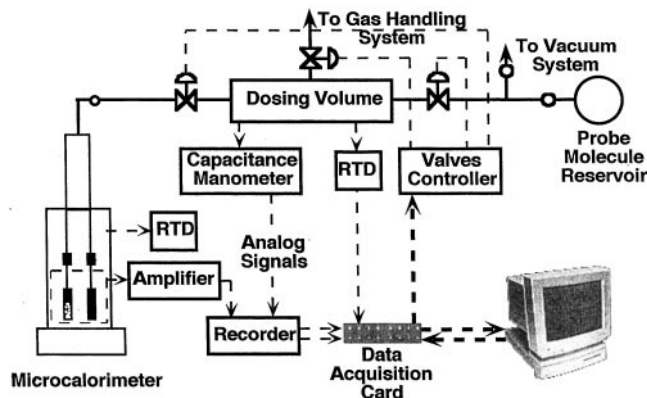 To Gas Handling
System
To Vacuum
System
Dosing Volume
Probe
Molecule
Reservoir
Capacitance
Manometer
RTD
Valves
Controller
RTD
Analog
Signals
Amplifier
Recorder
Data
Acquisition
Card
Microcalorimeter